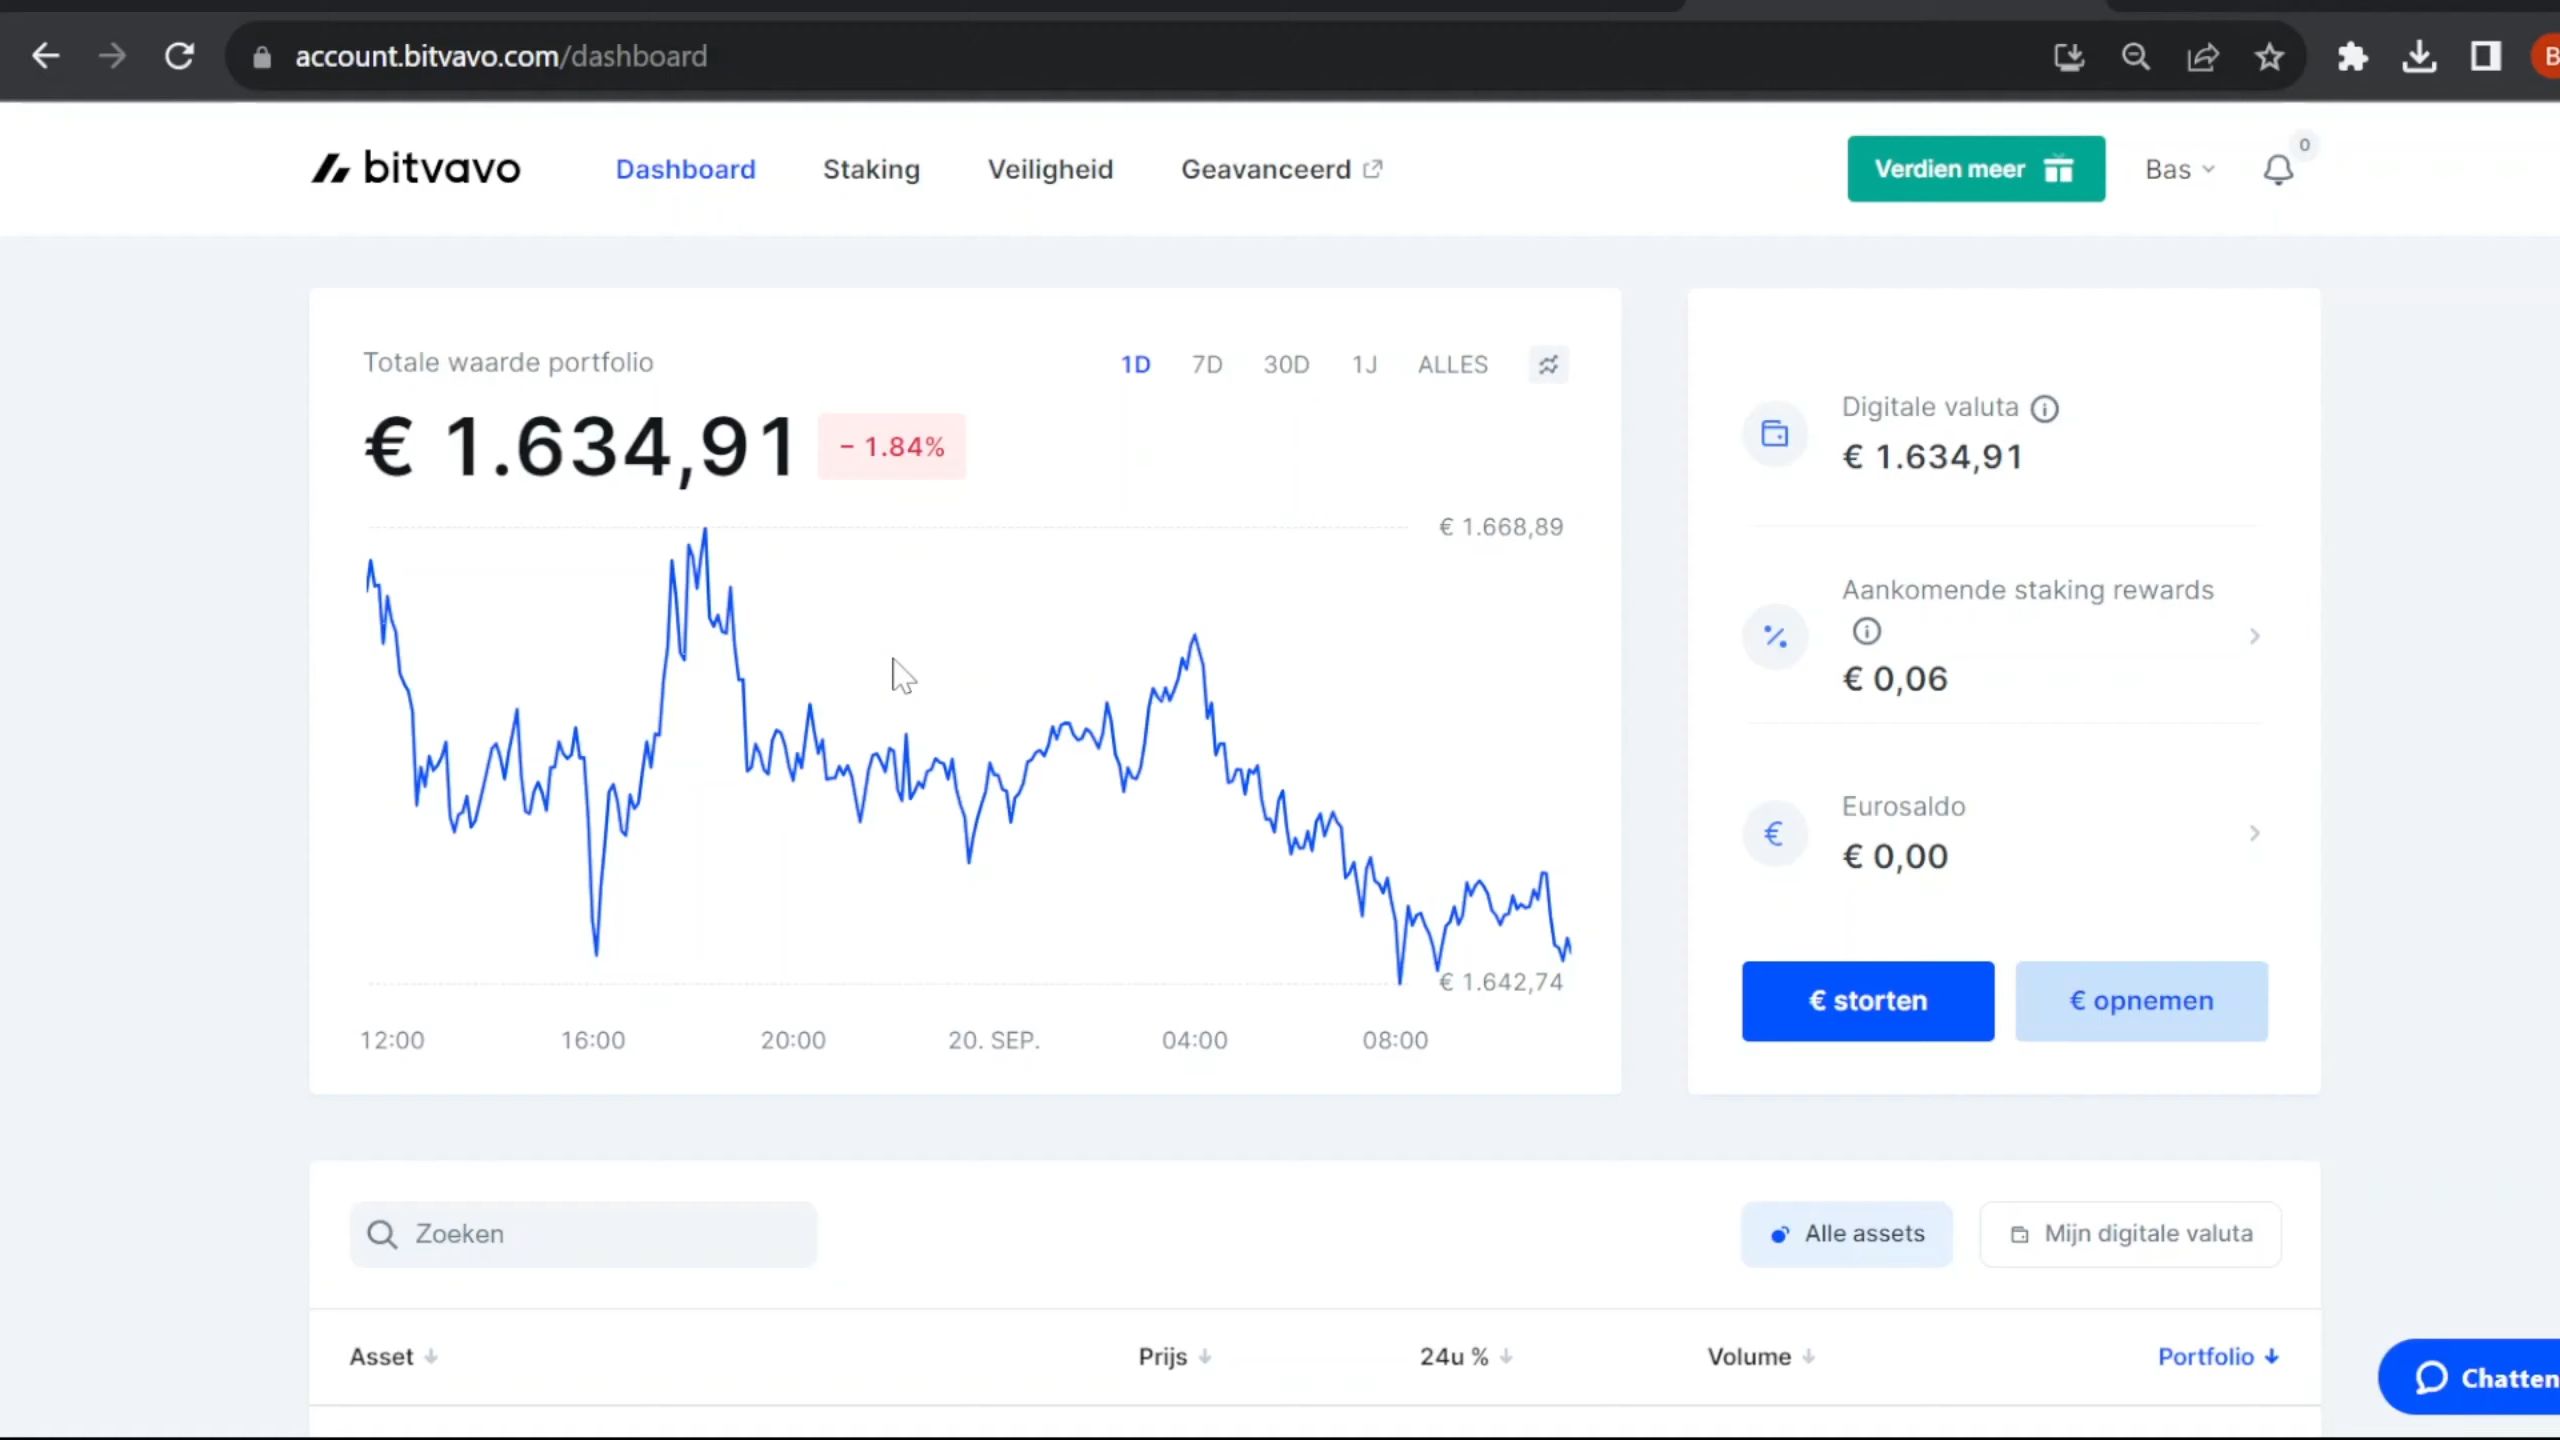 account.bitvavo.com/dashboard
B
bitvavo
Dashboard
Staking
Veiligheid
Geavanceerd
Verdien meer
Bas
0
Totale waarde portfolio
1D
7D
30D
1J
ALLES
€ 1.634,91
− 1.84%
€ 1.668,89
€ 1.642,74
12:00
16:00
20:00
20. SEP.
04:00
08:00
Digitale valuta
€ 1.634,91
Aankomende staking rewards
€ 0,06
Eurosaldo
€ 0,00
€ storten
€ opnemen
Zoeken
Alle assets
Mijn digitale valuta
Asset
Prijs
24u %
Volume
Portfolio
Chatten